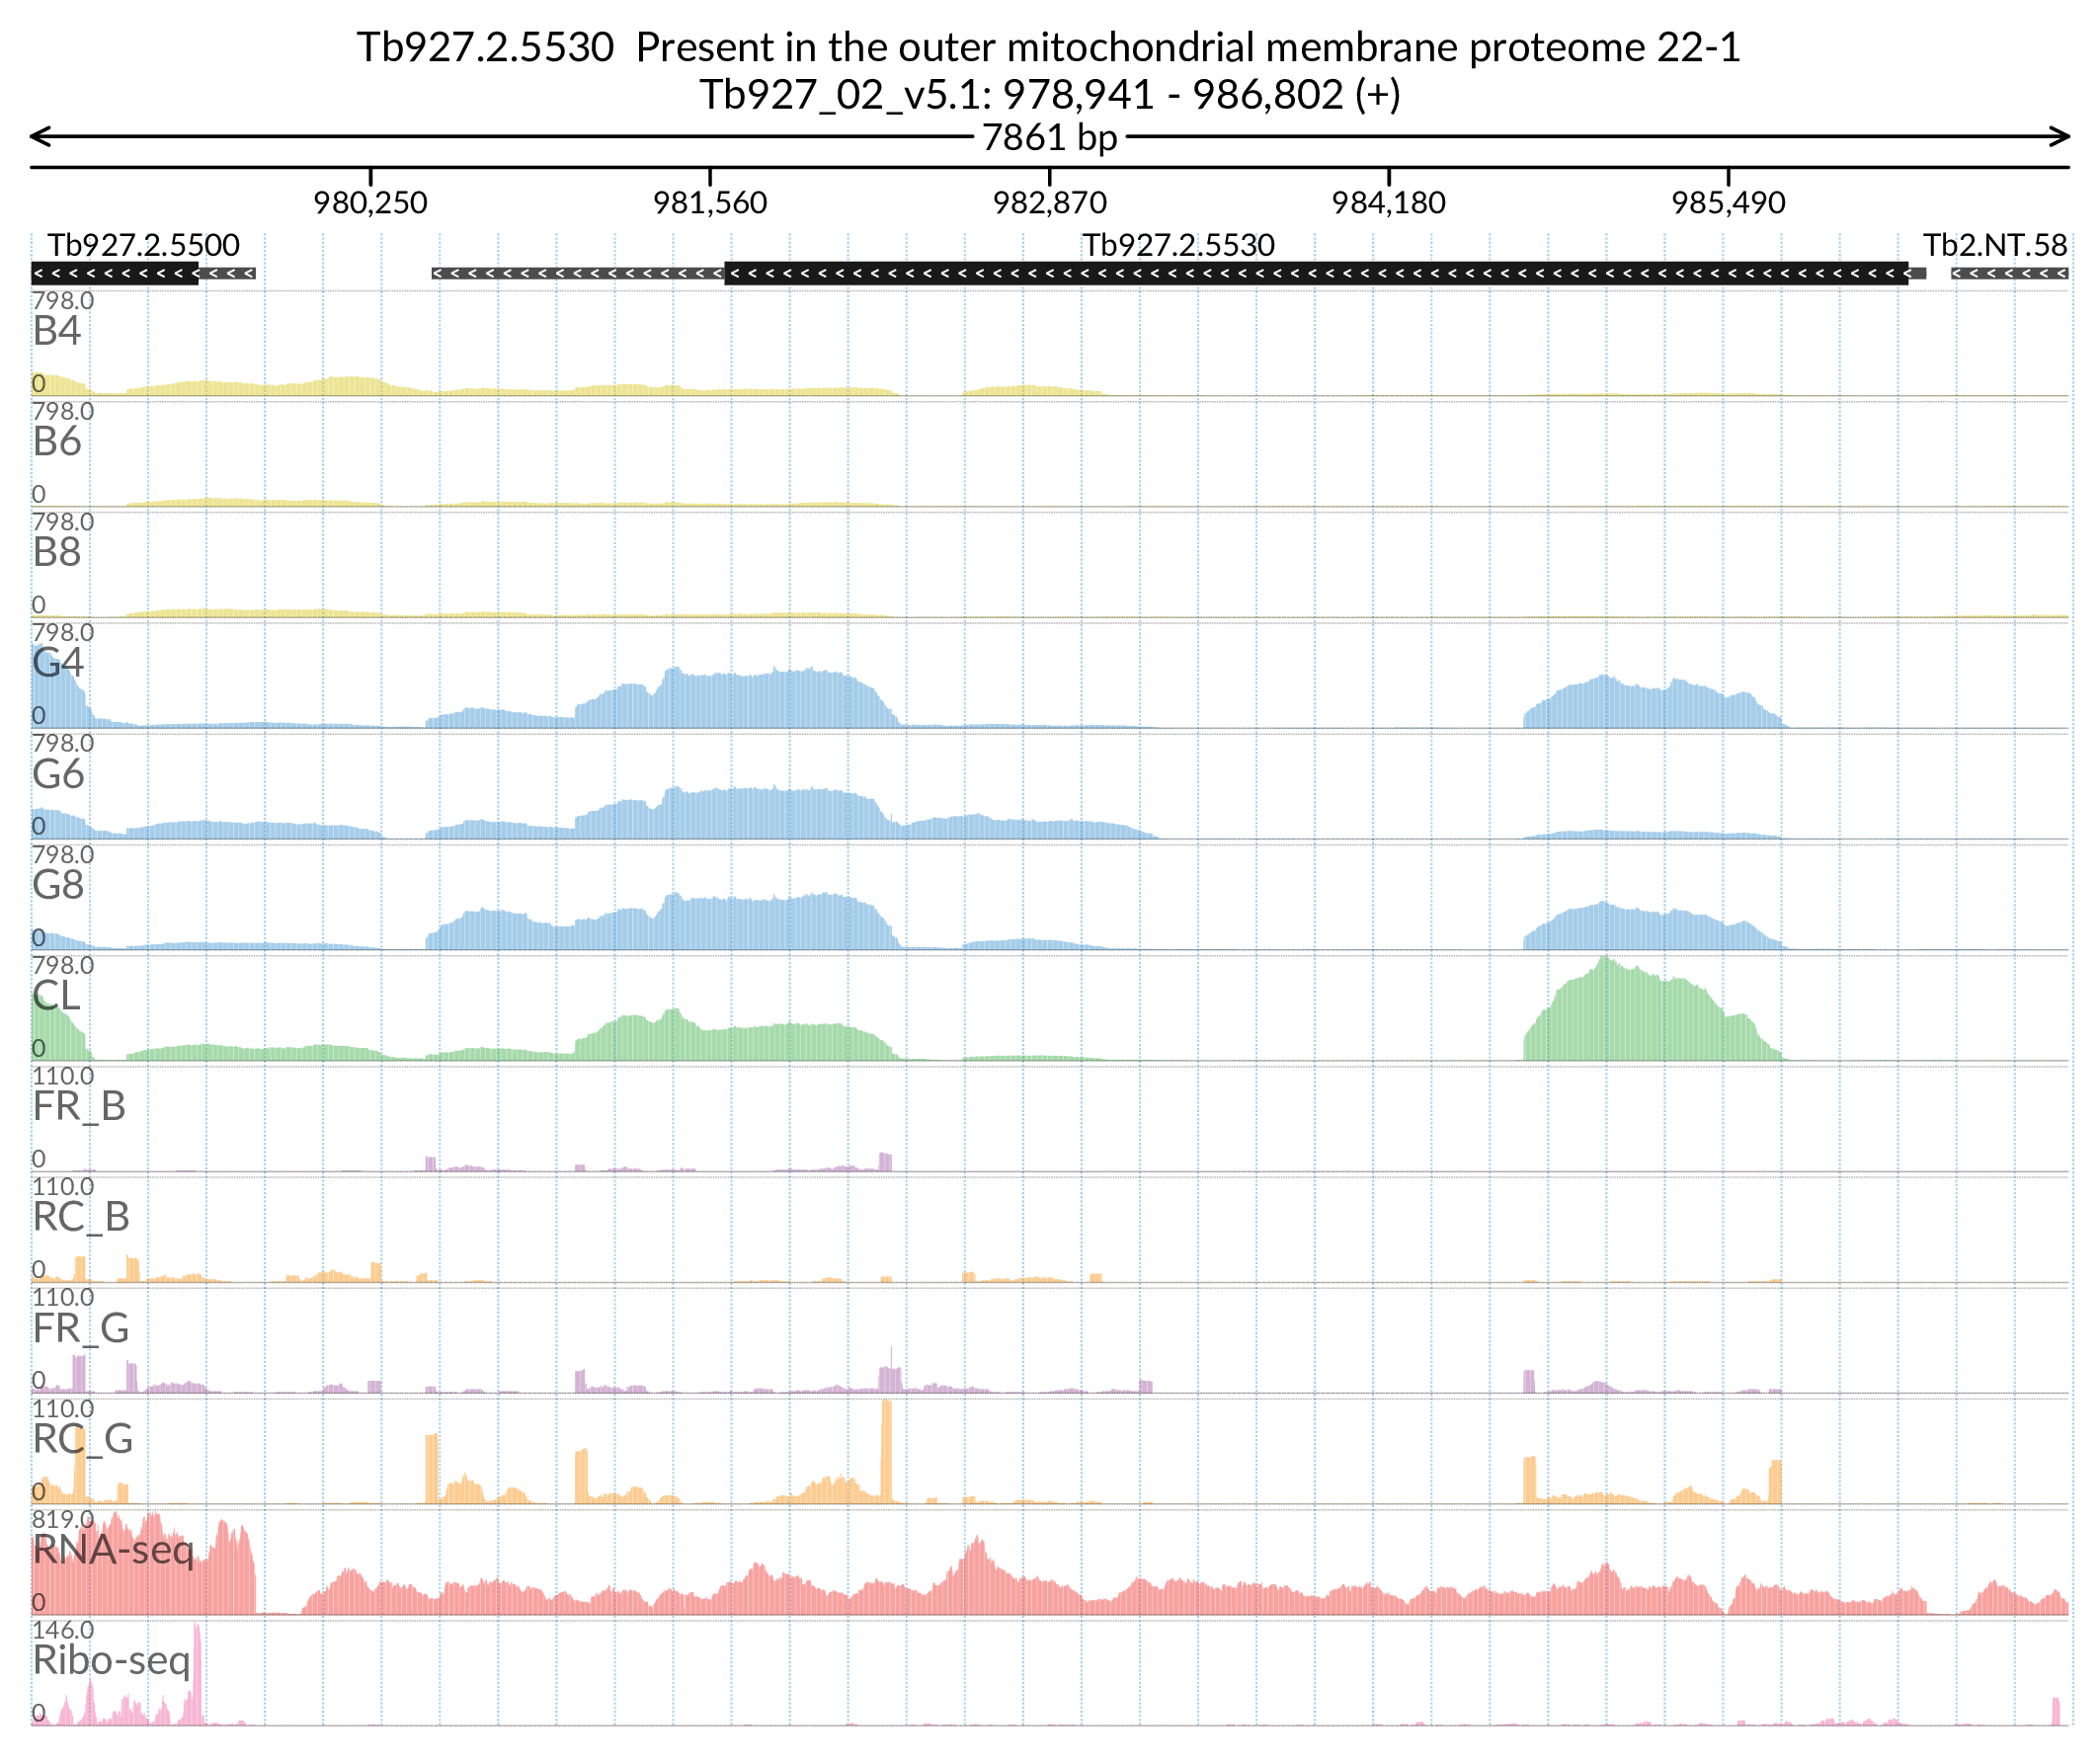 Tb927.2.5530  Present in the outer mitochondrial membrane proteome 22-1
Tb927_02_v5.1: 978,941 - 986,802 (+)
7861 bp
980,250 981,560 982,870 984,180 985,490
Tb927.2.5500 Tb927.2.5530 Tb2.NT.58
798.0
B4
0
798.0
B6
0
798.0
B8
0
798.0
G4
0
798.0
G6
0
798.0
G8
0
798.0
CL
0
110.0
FR_B
0
110.0
RC_B
0
110.0
FR_G
0
110.0
RC_G
0
819.0
RNA-seq
0
146.0
Ribo-seq
0